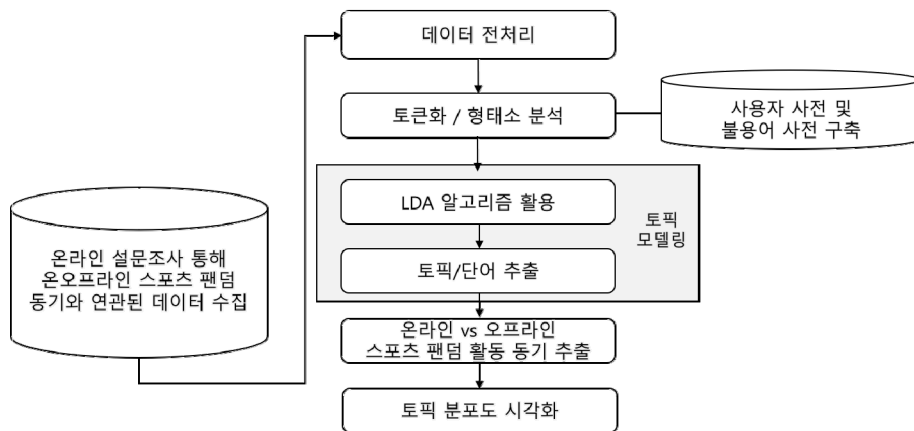 데이터 전처리
토큰화 / 형태소 분석
사용자 사전 및
불용어 사전 구축
LDA 알고리즘 활용
토픽
모델링
토픽/단어 추출
온라인 설문조사 통해
온오프라인 스포츠 팬덤
동기와 연관된 데이터 수집
온라인 vs 오프라인
스포츠 팬덤 활동 동기 추출
토픽 분포도 시각화